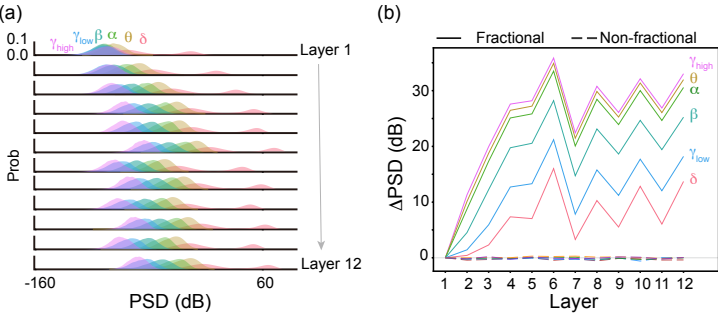 (a)
γhigh γlow β α θ δ
0.1
0.0
Layer 1
Prob
Layer 12
-160 60
PSD (dB)
(b)
Fractional Non-fractional
ΔPSD (dB)
30
20
10
0
γhigh
θ
α
β
γlow
δ
1 2 3 4 5 6 7 8 9 10 11 12
Layer